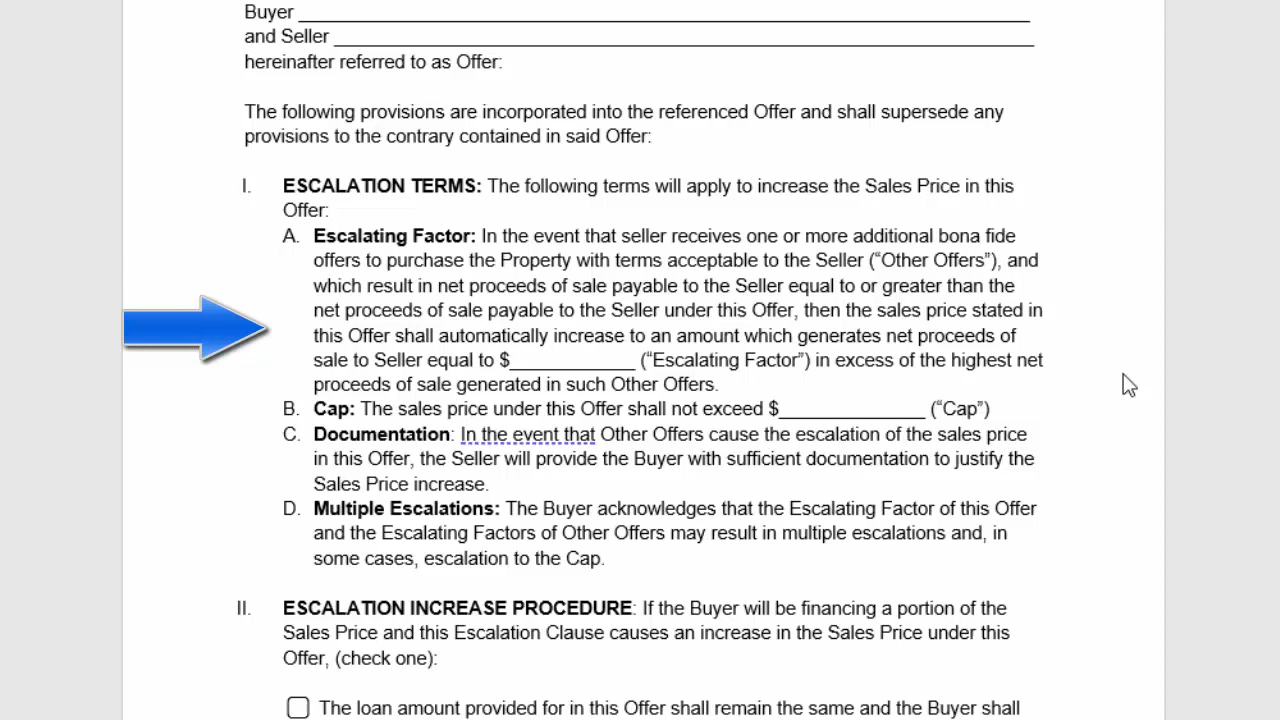 Buyer ____________________
and Seller ____________________
hereinafter referred to as Offer:
The following provisions are incorporated into the referenced Offer and shall supersede any
provisions to the contrary contained in said Offer:
I. ESCALATION TERMS: The following terms will apply to increase the Sales Price in this
Offer:
A. Escalating Factor: In the event that seller receives one or more additional bona fide
offers to purchase the Property with terms acceptable to the Seller (“Other Offers”), and
which result in net proceeds of sale payable to the Seller equal to or greater than the
net proceeds of sale payable to the Seller under this Offer, then the sales price stated in
this Offer shall automatically increase to an amount which generates net proceeds of
sale to Seller equal to $____________ (“Escalating Factor”) in excess of the highest net
proceeds of sale generated in such Other Offers.
B. Cap: The sales price under this Offer shall not exceed $______________ (“Cap”)
C. Documentation: In the event that Other Offers cause the escalation of the sales price
in this Offer, the Seller will provide the Buyer with sufficient documentation to justify the
Sales Price increase.
D. Multiple Escalations: The Buyer acknowledges that the Escalating Factor of this Offer
and the Escalating Factors of Other Offers may result in multiple escalations and, in
some cases, escalation to the Cap.
II. ESCALATION INCREASE PROCEDURE: If the Buyer will be financing a portion of the
Sales Price and this Escalation Clause causes an increase in the Sales Price under this
Offer, (check one):
The loan amount provided for in this Offer shall remain the same and the Buyer shall